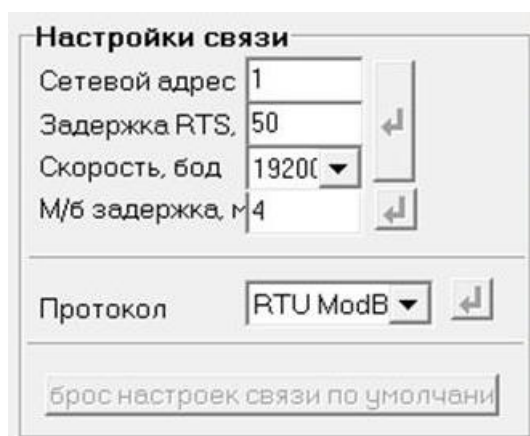 Настройки связи
Сетевой адрес 1
Задержка RTS, 50
Скорость, бод 1920(
М/б задержка, м 4
Протокол RTU ModB
брос настроек связи по умолчани